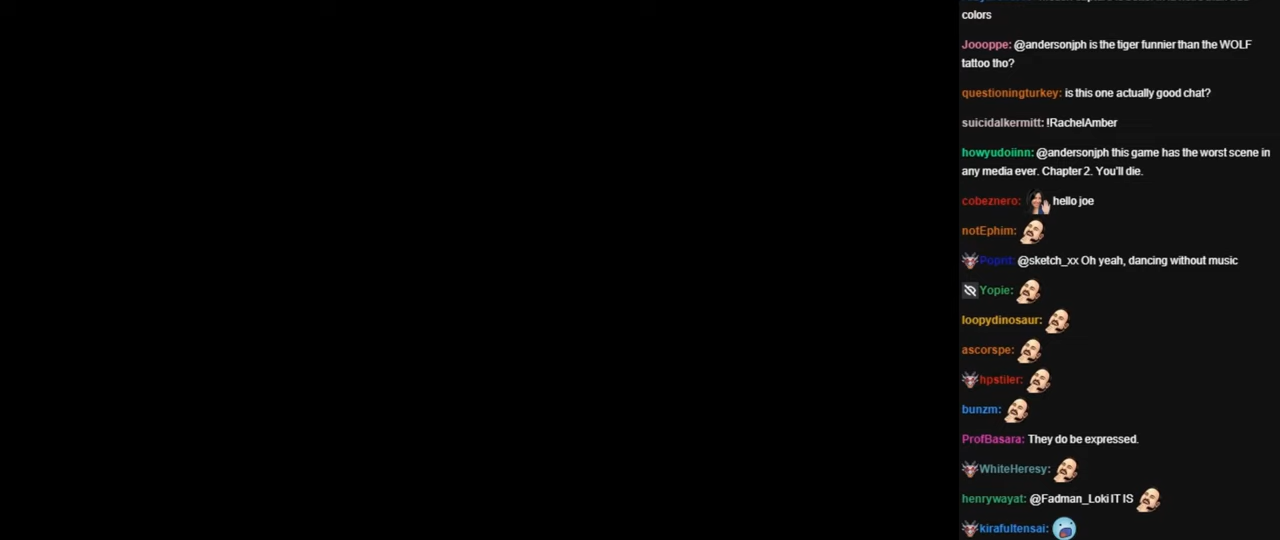 colors
Joooppe: @andersonjph is the tiger funnier than the WOLF
tattoo tho?
questioningturkey: is this one actually good chat?
suicidalkermitt: !RachelAmber
howyudoiinn: @andersonjph this game has the worst scene in
any media ever. Chapter 2. You'll die.
cobeznero: hello joe
notEphim:
Poprit: @sketch_xx Oh yeah, dancing without music
Yopie:
loopydinosaur:
ascorspe:
hpstiler:
bunzm:
ProfBasara: They do be expressed.
WhiteHeresy:
henrywayat: @Fadman_Loki IT IS
kirafultensai: